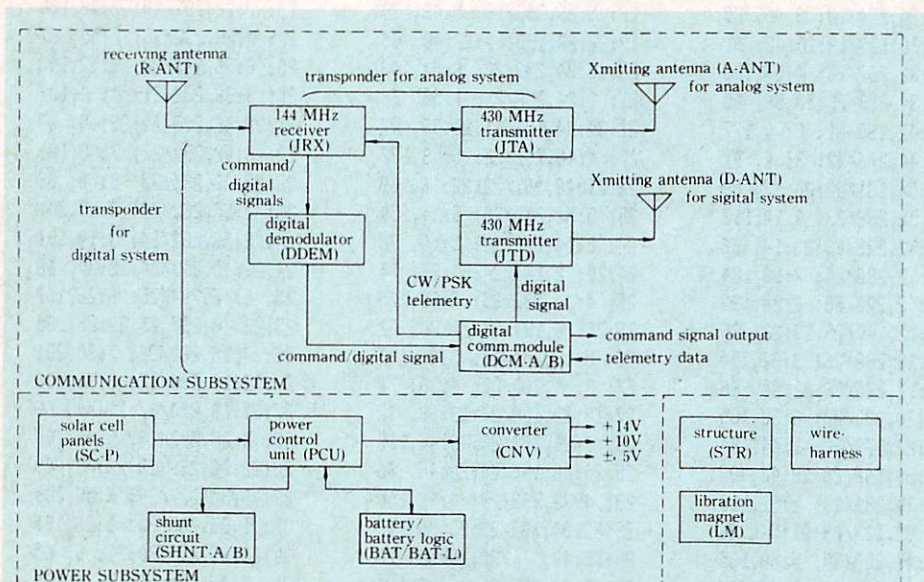 receiving antenna
(R-ANT)
transponder for analog system
Xmitting antenna (A-ANT)
for analog system
144 MHz
receiver
(JRX)
430 MHz
transmitter
(JTA)
command/
digital
signals
transponder
for
digital system
Xmitting antenna (D-ANT)
for sigital system
digital
demodulator
(DDEM)
430 MHz
transmitter
(JTD)
CW/PSK
telemetry
digital
signal
command/digital signal
digital
comm.module
(DCM-A/B)
command signal output
telemetry data
COMMUNICATION SUBSYSTEM
solar cell
panels
(SC-P)
power
control
unit (PCU)
converter
(CNV)
+14V
+10V
±. 5V
shunt
circuit
(SHNT-A/B)
battery/
battery logic
(BAT/BAT-L)
POWER SUBSYSTEM
structure
(STR)
wire-
harness
libration
magnet
(LM)